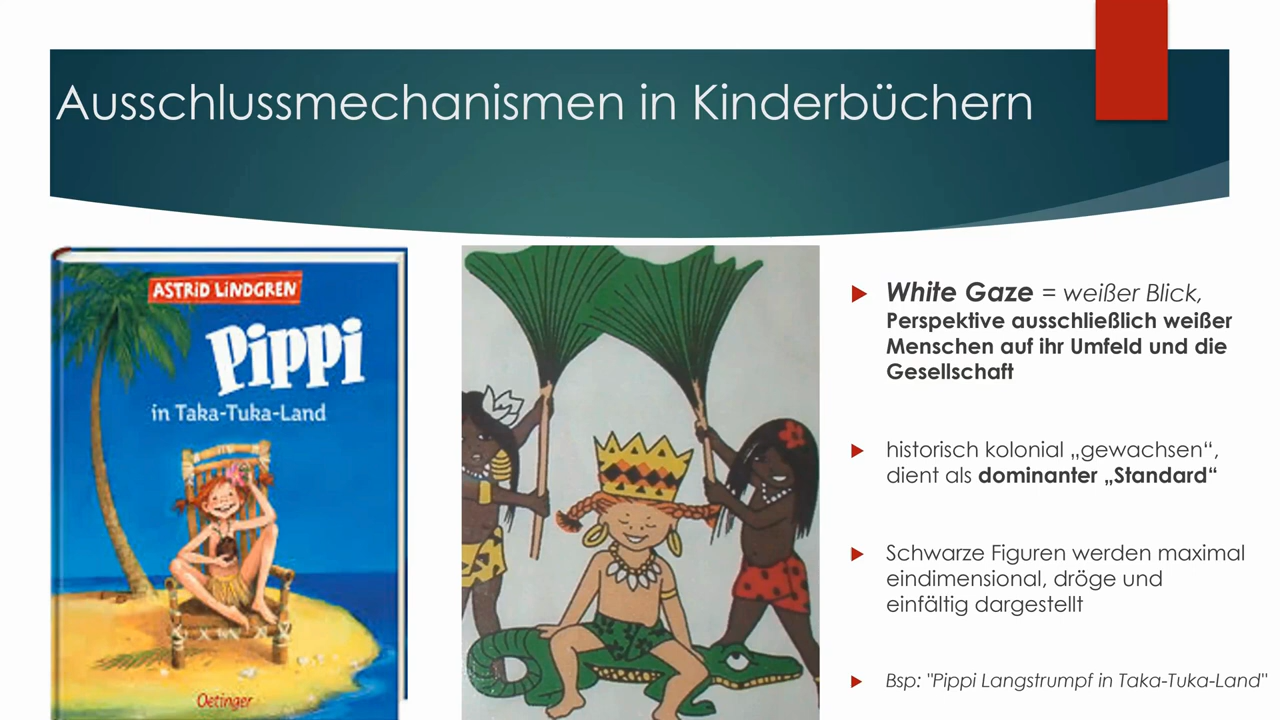 Ausschlussmechanismen in Kinderbüchern
ASTRID LINDGREN
Pippi
in Taka-Tuka-Land
Oetinger
White Gaze = weißer Blick,
Perspektive ausschließlich weißer
Menschen auf ihr Umfeld und die
Gesellschaft
historisch kolonial „gewachsen“,
dient als dominanter „Standard“
Schwarze Figuren werden maximal
eindimensional, dröge und
einfältig dargestellt
Bsp: "Pippi Langstrumpf in Taka-Tuka-Land"